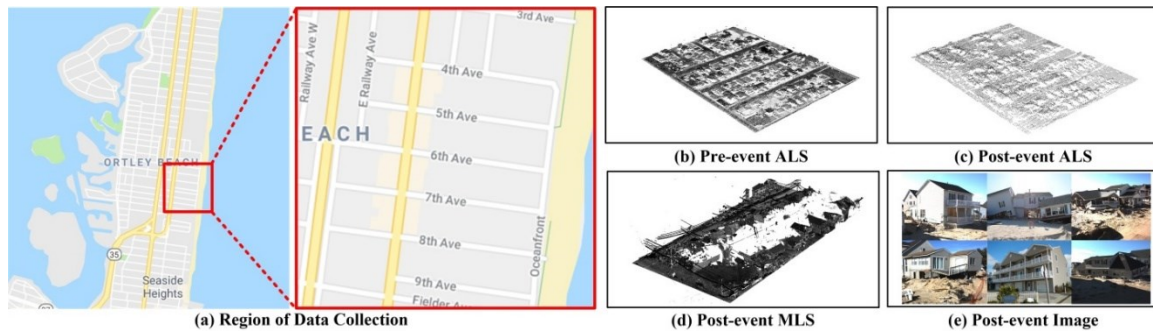 ORTLEY BEACH
35
Seaside
Heights
37
3rd Ave
Railway Ave W
E Railway Ave
4th Ave
5th Ave
EACH
6th Ave
7th Ave
8th Ave
Oceanfront
9th Ave
Fielder
(a) Region of Data Collection
(b) Pre-event ALS
(c) Post-event ALS
(d) Post-event MLS
(e) Post-event Image